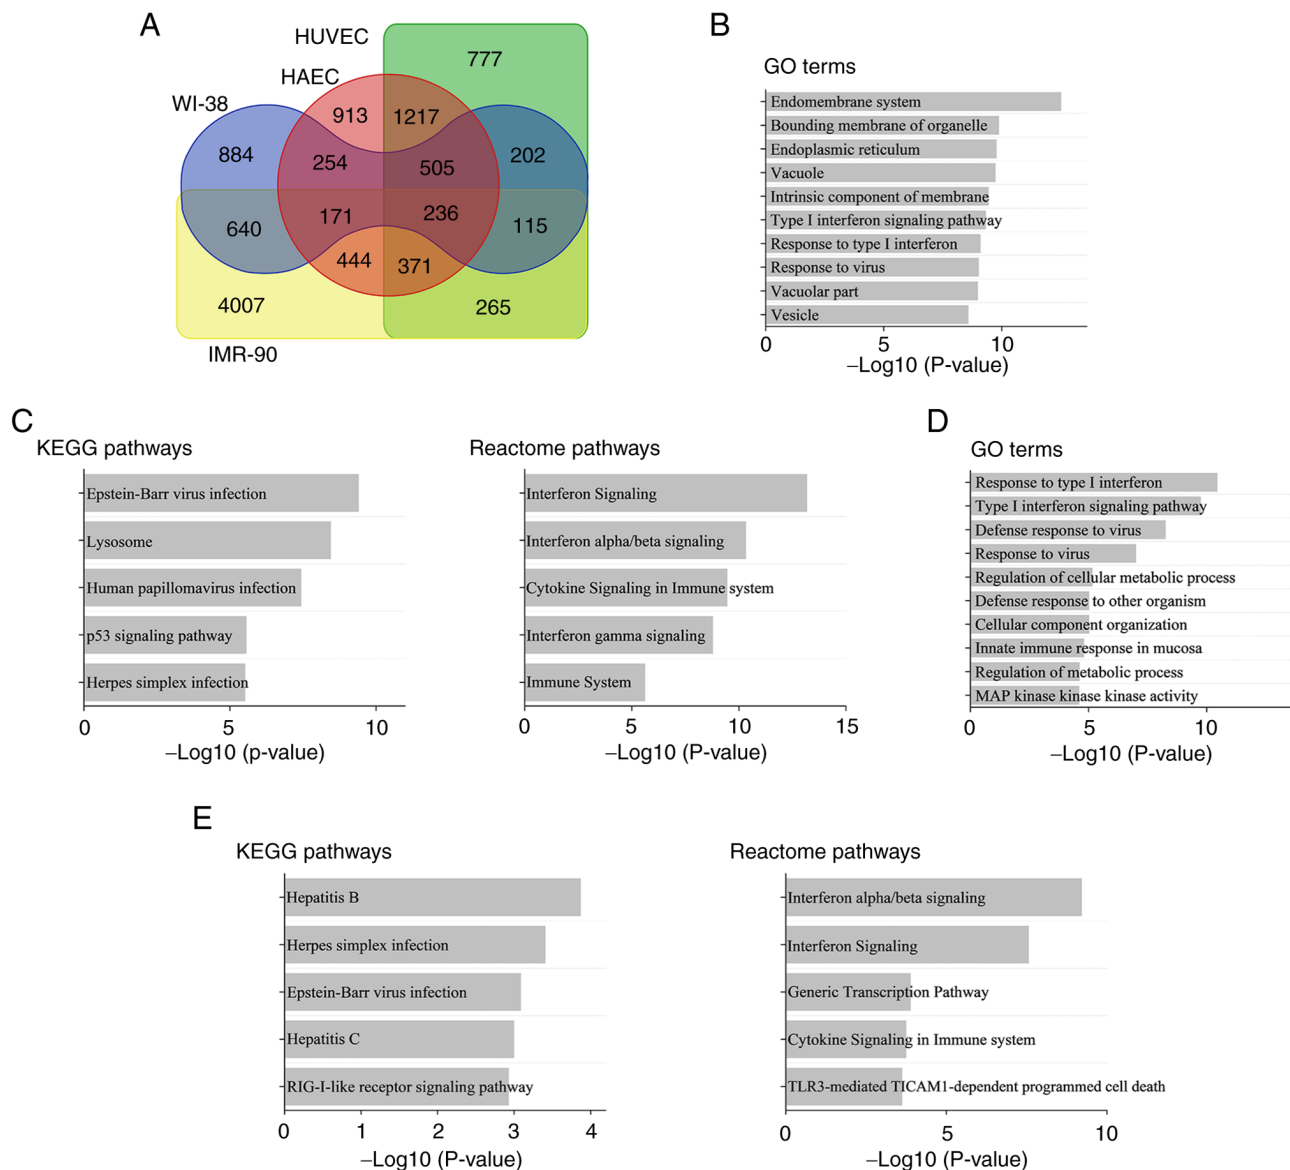 A
HUVEC
777
HAEC
WI-38
913
1217
884
254
505
202
640
171
236
115
444
371
4007
265
IMR-90
B
GO terms
Endomembrane system
Bounding membrane of organelle
Endoplasmic reticulum
Vacuole
Intrinsic component of membrane
Type I interferon signaling pathway
Response to type I interferon
Response to virus
Vacuolar part
Vesicle
0 5 10
−Log10 (P-value)
C
KEGG pathways
Epstein-Barr virus infection
Lysosome
Human papillomavirus infection
p53 signaling pathway
Herpes simplex infection
0 5 10
−Log10 (p-value)
Reactome pathways
Interferon Signaling
Interferon alpha/beta signaling
Cytokine Signaling in Immune system
Interferon gamma signaling
Immune System
0 5 10 15
−Log10 (P-value)
D
GO terms
Response to type I interferon
Type I interferon signaling pathway
Defense response to virus
Response to virus
Regulation of cellular metabolic process
Defense response to other organism
Cellular component organization
Innate immune response in mucosa
Regulation of metabolic process
MAP kinase kinase kinase activity
0 5 10
−Log10 (P-value)
E
KEGG pathways
Hepatitis B
Herpes simplex infection
Epstein-Barr virus infection
Hepatitis C
RIG-I-like receptor signaling pathway
0 1 2 3 4
−Log10 (P-value)
Reactome pathways
Interferon alpha/beta signaling
Interferon Signaling
Generic Transcription Pathway
Cytokine Signaling in Immune system
TLR3-mediated TICAM1-dependent programmed cell death
0 5 10
−Log10 (P-value)